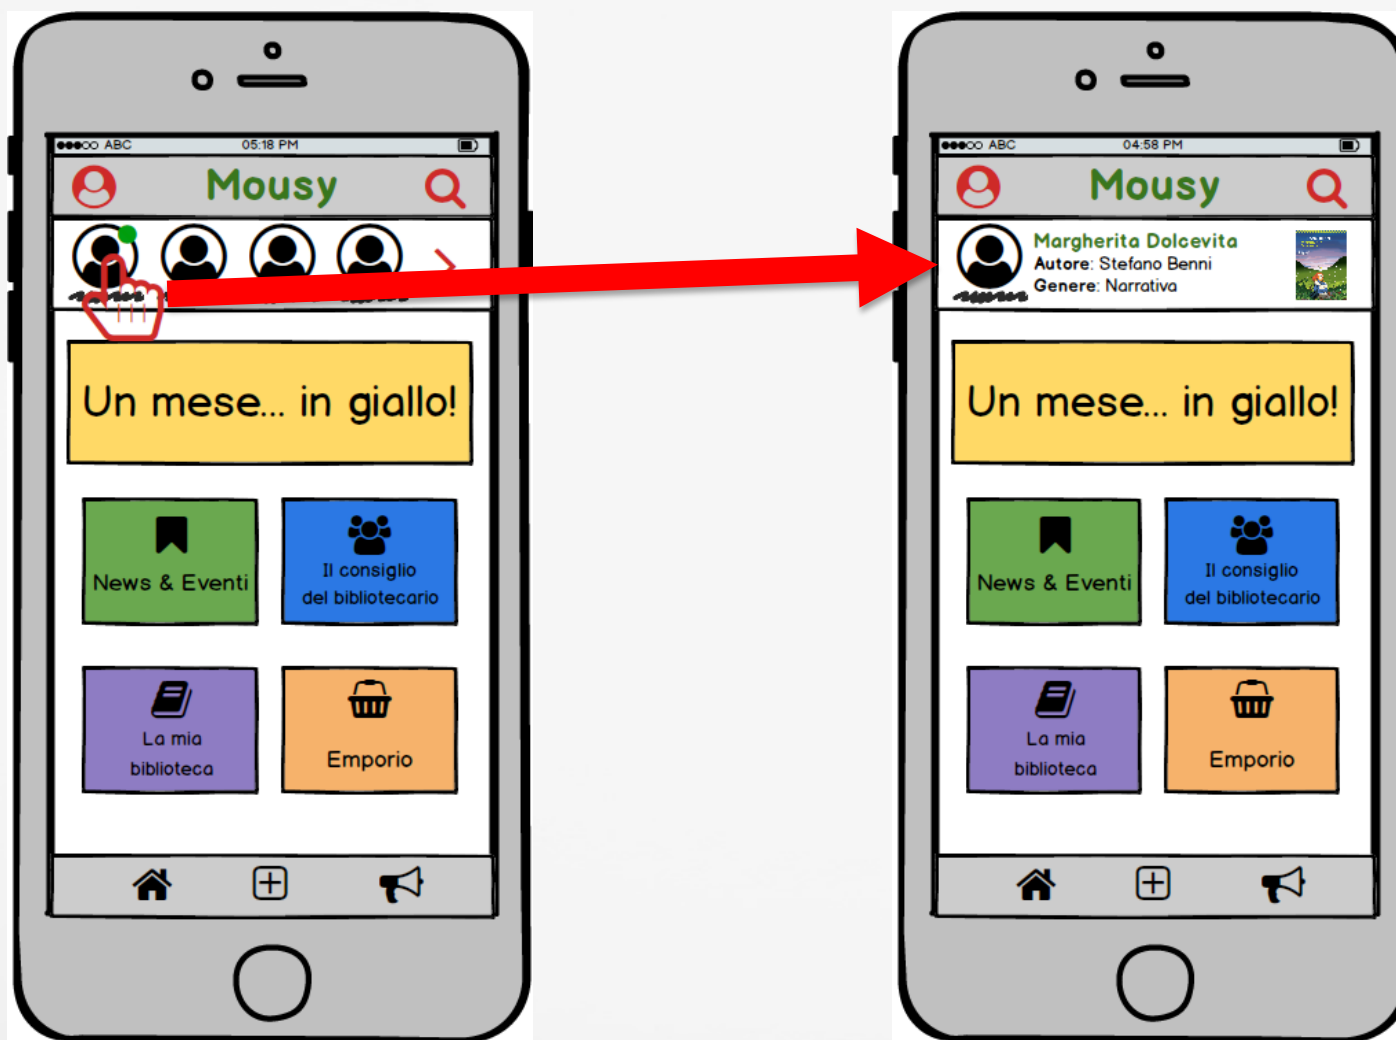 ABC 05:18 PM
Mousy
Un mese... in giallo!
News & Eventi
Il consiglio
del bibliotecario
La mia
biblioteca
Emporio
ABC 04:58 PM
Mousy
Margherita Dolcevita
Autore: Stefano Benni
Genere: Narrativa
Un mese... in giallo!
News & Eventi
Il consiglio
del bibliotecario
La mia
biblioteca
Emporio